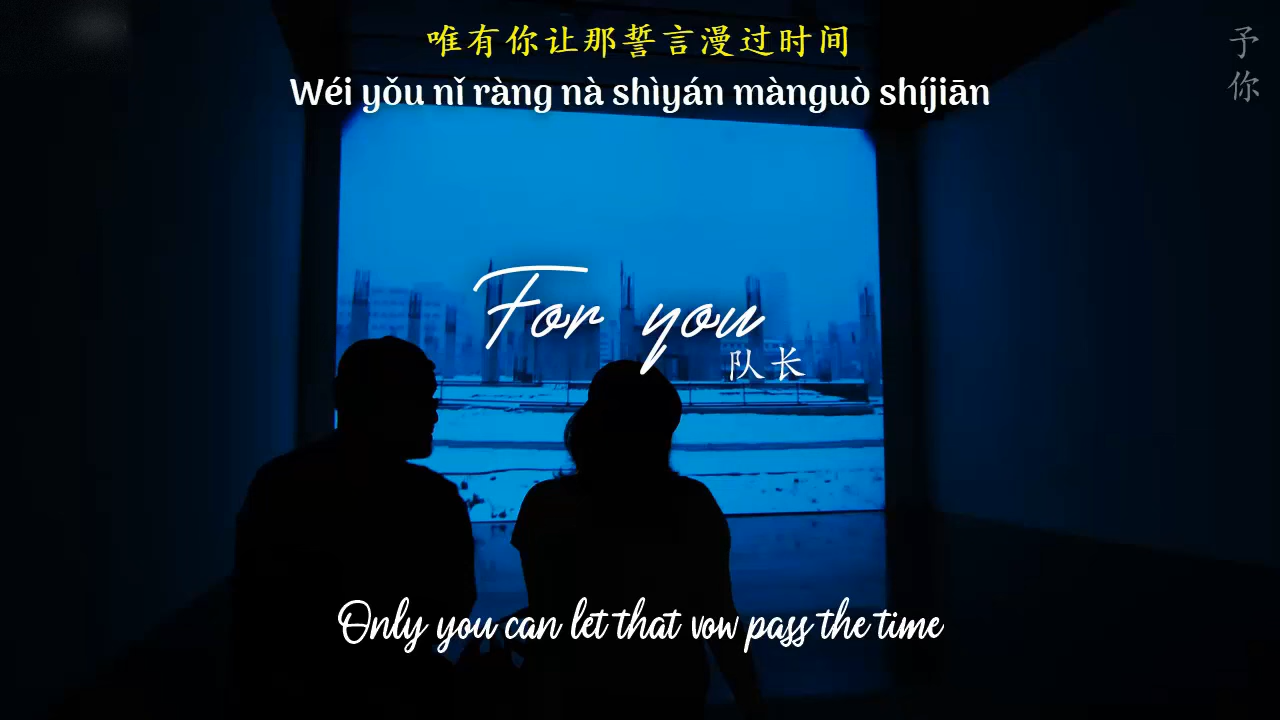 唯有你让那誓言漫过时间
Wéi yǒu nǐ ràng nà shìyán mànguò shíjiān
予你
For you
队长
Only you can let that vow pass the time